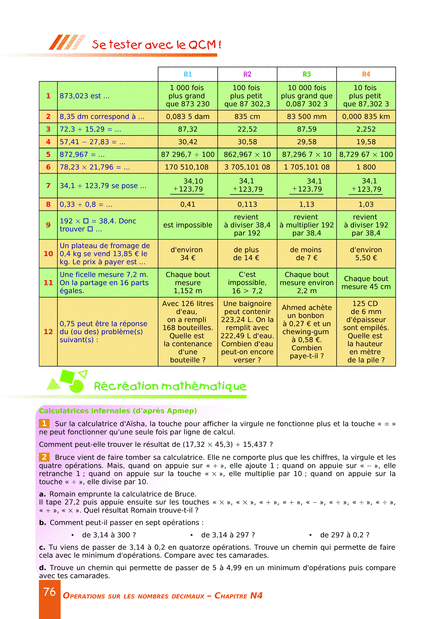 Se tester avec le QCM !
R1 R2 R3 R4
1 873,023 est ... 1 000 fois plus grand que 873 230 100 fois plus petit que 87 302,3 10 000 fois plus grand que 0,087 302 3 10 fois plus petit que 87,302 3
2 8,35 dm correspond à ... 0,083 5 dam 835 cm 83 500 mm 0,000 835 km
3 72,3 + 15,29 = ... 87,32 22,52 87,59 2,252
4 57,41 − 27,83 = ... 30,42 30,58 29,58 19,58
5 872,967 = ... 87 296,7 ÷ 100 862,967 × 10 87,296 7 × 10 8,729 67 × 100
6 78,23 × 21,796 = ... 170 510,108 3 705,101 08 1 705,101 08 1 800
7 34,1 + 123,79 se pose ... 34,10 +123,79 34,1 +123,79 34,1 +123,79 34,1 +123,79
8 0,33 + 0,8 = ... 0,41 0,113 1,13 1,03
9 192 × □ = 38,4. Donc trouver □ ... est impossible revient à diviser 38,4 par 192 revient à multiplier 192 par 38,4 revient à diviser 192 par 38,4
10 Un plateau de fromage de 0,4 kg se vend 13,85 € le kg. Le prix à payer est ... d'environ 34 € de plus de 14 € de moins de 7 € d'environ 5,50 €
11 Une ficelle mesure 7,2 m. On la partage en 16 parts égales. Chaque bout mesure 1,152 m C'est impossible, 16 > 7,2 Chaque bout mesure environ 2,2 m Chaque bout mesure 45 cm
12 0,75 peut être la réponse du (ou des) problème(s) suivant(s) : Avec 126 litres d'eau, on a rempli 168 bouteilles. Quelle est la contenance d'une bouteille ? Une baignoire peut contenir 223,24 L. On la remplit avec 222,49 L d'eau. Combien d'eau peut-on encore verser ? Ahmed achète un bonbon à 0,27 € et un chewing-gum à 0,58 €. Combien paye-t-il ? 125 CD de 6 mm d'épaisseur sont empilés. Quelle est la hauteur en mètre de la pile ?
Récréation mathématique
Calculatrices infernales (d'après Apmep)
1 Sur la calculatrice d'Aïsha, la touche pour afficher la virgule ne fonctionne plus et la touche « = »
ne peut fonctionner qu'une seule fois par ligne de calcul.
Comment peut-elle trouver le résultat de (17,32 × 45,3) + 15,437 ?
2 Bruce vient de faire tomber sa calculatrice. Elle ne comporte plus que les chiffres, la virgule et les
quatre opérations. Mais, quand on appuie sur « + », elle ajoute 1 ; quand on appuie sur « − », elle
retranche 1 ; quand on appuie sur la touche « × », elle multiplie par 10 ; quand on appuie sur la
touche « ÷ », elle divise par 10.
a. Romain emprunte la calculatrice de Bruce.
Il tape 27,2 puis appuie ensuite sur les touches « × », « × », « + », « + », « − », « ÷ », « ÷ », « ÷ »,
« + », « × ». Quel résultat Romain trouve-t-il ?
b. Comment peut-il passer en sept opérations :
• de 3,14 à 300 ? • de 3,14 à 297 ? • de 297 à 0,2 ?
c. Tu viens de passer de 3,14 à 0,2 en quatorze opérations. Trouve un chemin qui permette de faire
cela avec le minimum d'opérations. Compare avec tes camarades.
d. Trouve un chemin qui permette de passer de 5 à 4,99 en un minimum d'opérations puis compare
avec tes camarades.
76 OPÉRATIONS SUR LES NOMBRES DÉCIMAUX – CHAPITRE N4